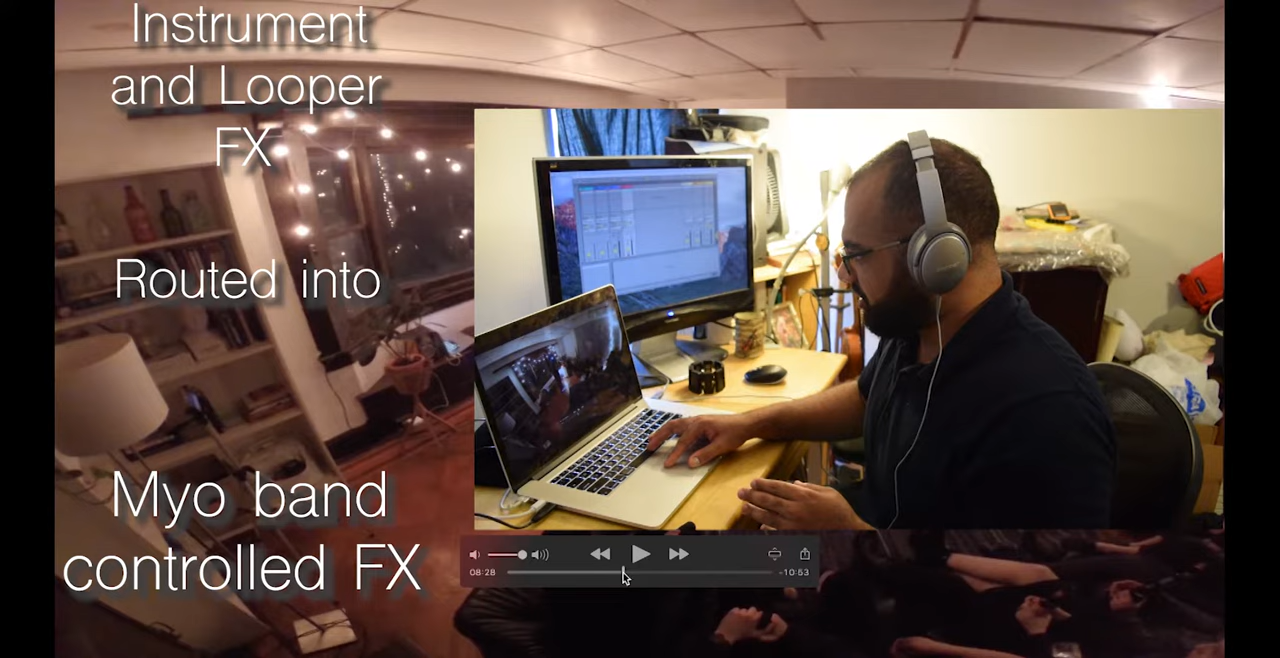 Instrument
and Looper
FX
Routed into
Myo band
controlled FX
08:28
-10:53